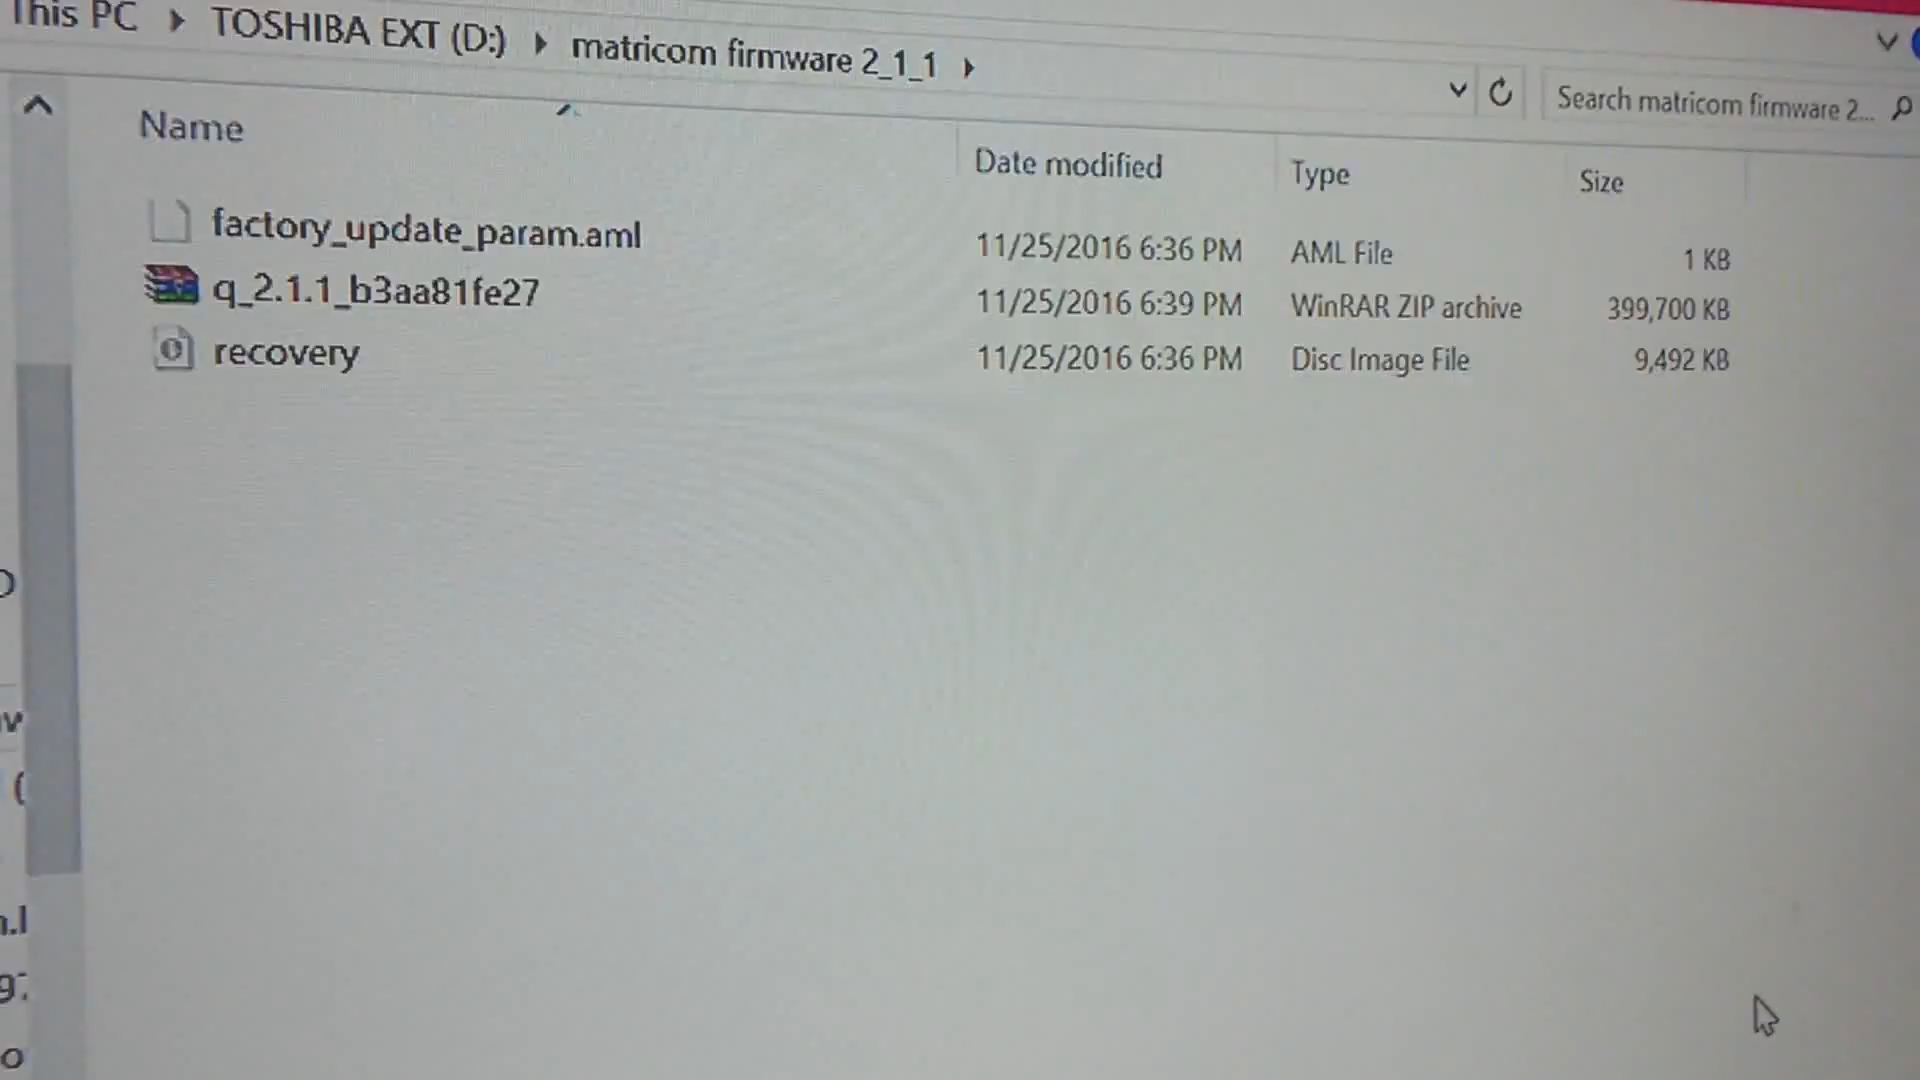 This PC TOSHIBA EXT (D:) matricom firmware 2_1_1
Search matricom firmware 2...
Name Date modified Type Size
factory_update_param.aml 11/25/2016 6:36 PM AML File 1 KB
q_2.1.1_b3aa81fe27 11/25/2016 6:39 PM WinRAR ZIP archive 399,700 KB
recovery 11/25/2016 6:36 PM Disc Image File 9,492 KB